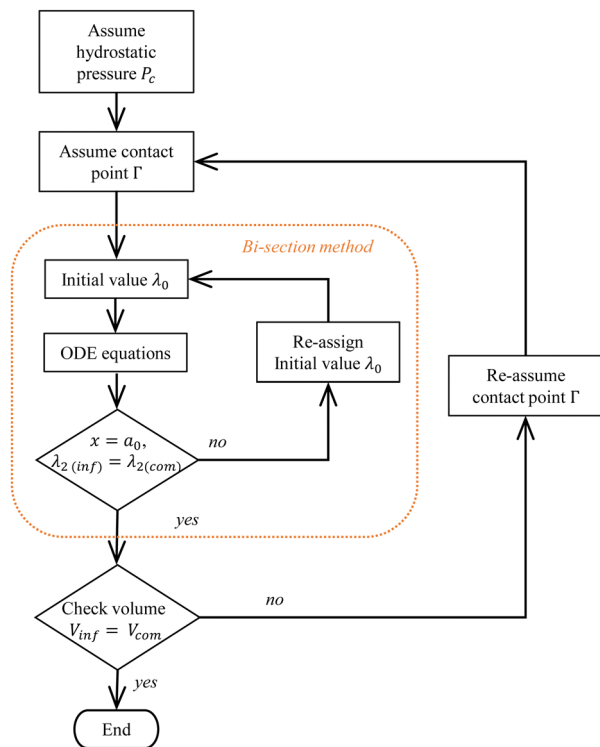 Assume
hydrostatic
pressure P_c
Assume contact
point Γ
Bi-section method
Initial value λ_0
ODE equations
Re-assign
Initial value λ_0
Re-assume
contact point Γ
x = a_0,
λ_2 (inf) = λ_2(com)
no
yes
Check volume
V_inf = V_com
no
yes
End